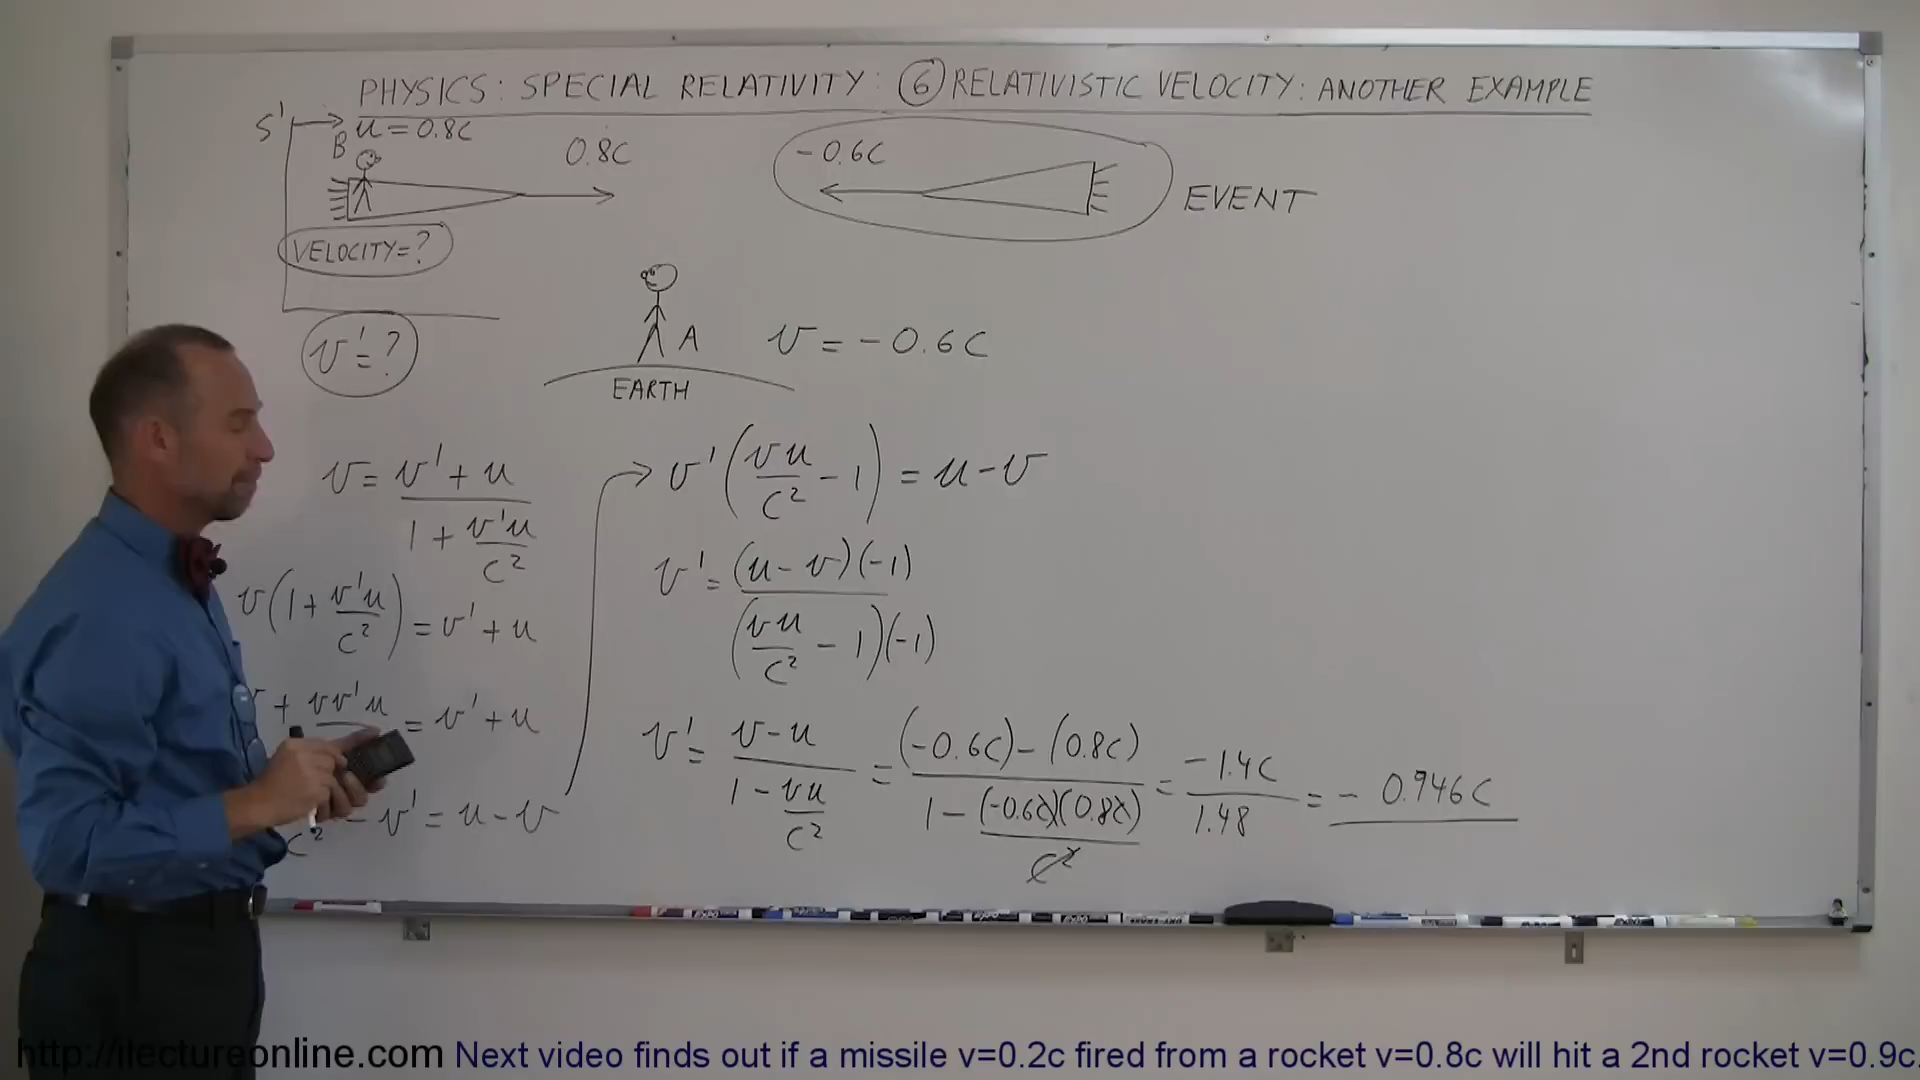 PHYSICS: SPECIAL RELATIVITY: ⑥ RELATIVISTIC VELOCITY: ANOTHER EXAMPLE
S'
u = 0.8C
B
0.8C
-0.6C
EVENT
VELOCITY=?
v'=?
A
v = -0.6C
EARTH
v = (v' + u) / (1 + v'u/c²)
v(1 + v'u/c²) = v' + u
+ vv'u = v' + u
c² - v' = u - v
→ v'(vu/c² - 1) = u - v
v' = (u - v)(-1) / (vu/c² - 1)(-1)
v' = (v - u) / (1 - vu/c²) = ((-0.6C) - (0.8C)) / (1 - (-0.6C)(0.8C)/C²) = -1.4C / 1.48 = - 0.946C
http://ilectureonline.com Next video finds out if a missile v=0.2c fired from a rocket v=0.8c will hit a 2nd rocket v=0.9c